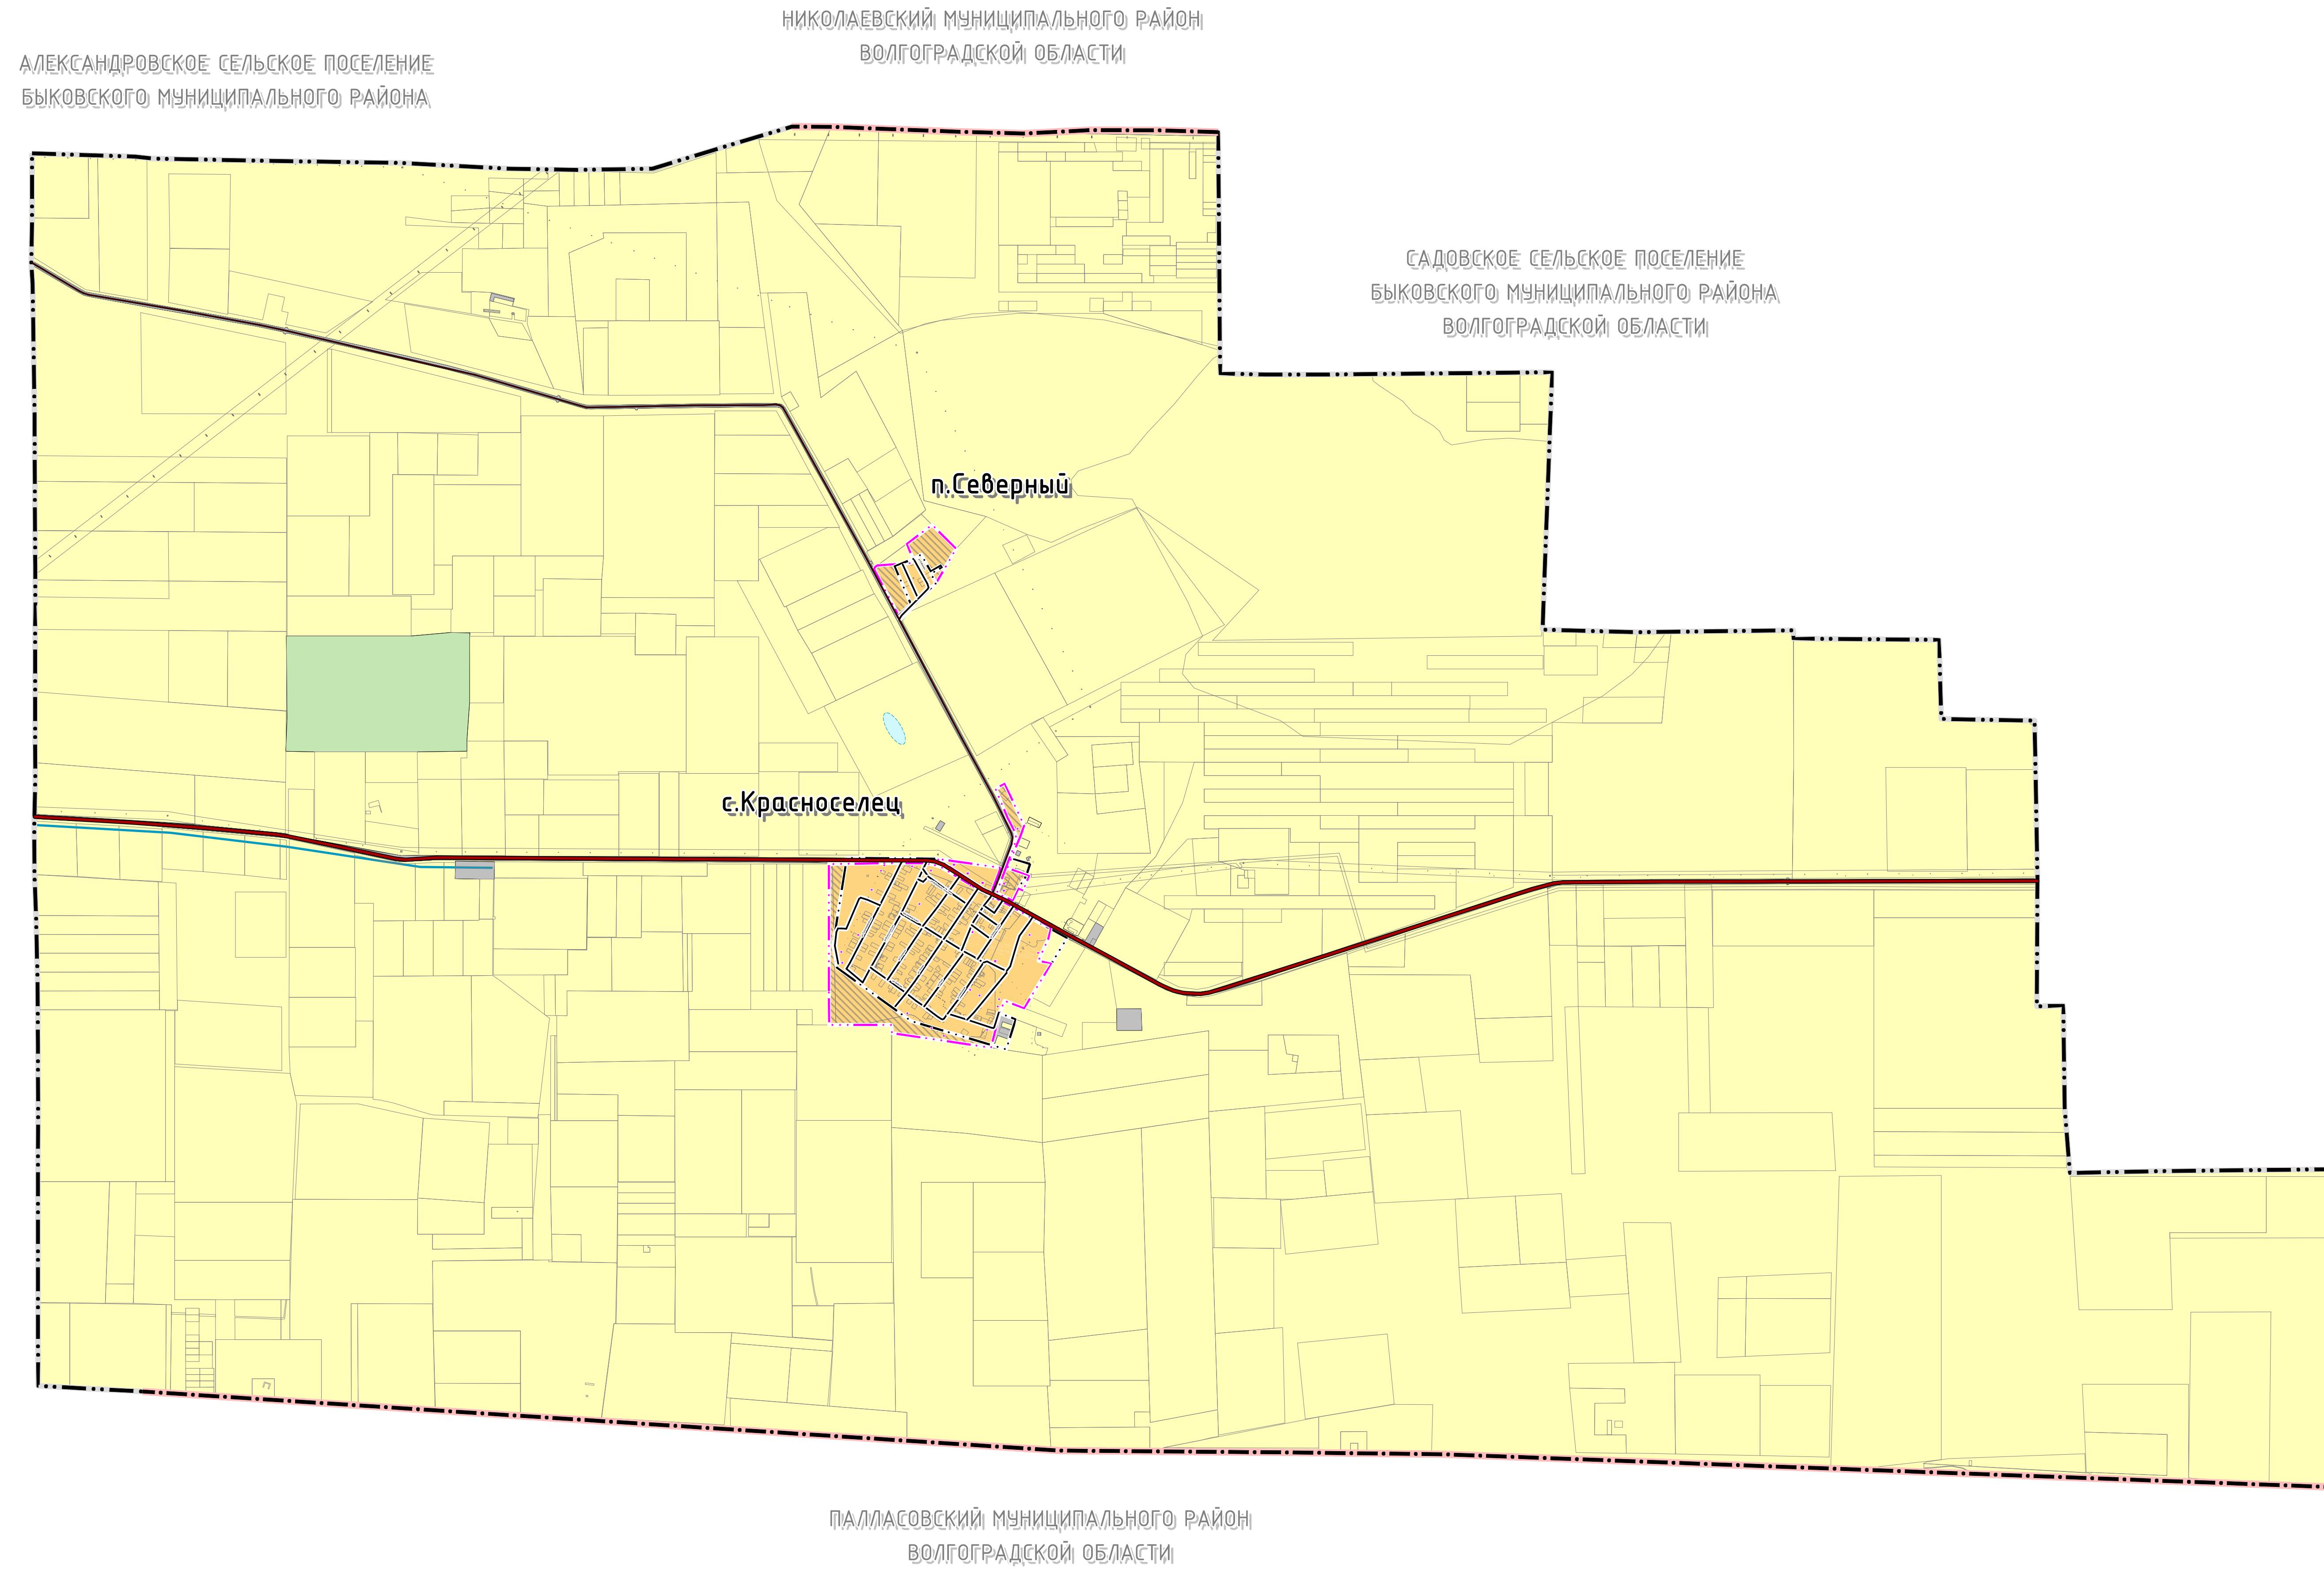 НИКОЛАЕВСКИЙ МУНИЦИПАЛЬНОГО РАЙОН
ВОЛГОГРАДСКОЙ ОБЛАСТИ
АЛЕКСАНДРОВСКОЕ СЕЛЬСКОЕ ПОСЕЛЕНИЕ
БЫКОВСКОГО МУНИЦИПАЛЬНОГО РАЙОНА
САДОВСКОЕ СЕЛЬСКОЕ ПОСЕЛЕНИЕ
БЫКОВСКОГО МУНИЦИПАЛЬНОГО РАЙОНА
ВОЛГОГРАДСКОЙ ОБЛАСТИ
п.Северный
с.Красноселец
ПАЛЛАСОВСКИЙ МУНИЦИПАЛЬНОГО РАЙОН
ВОЛГОГРАДСКОЙ ОБЛАСТИ